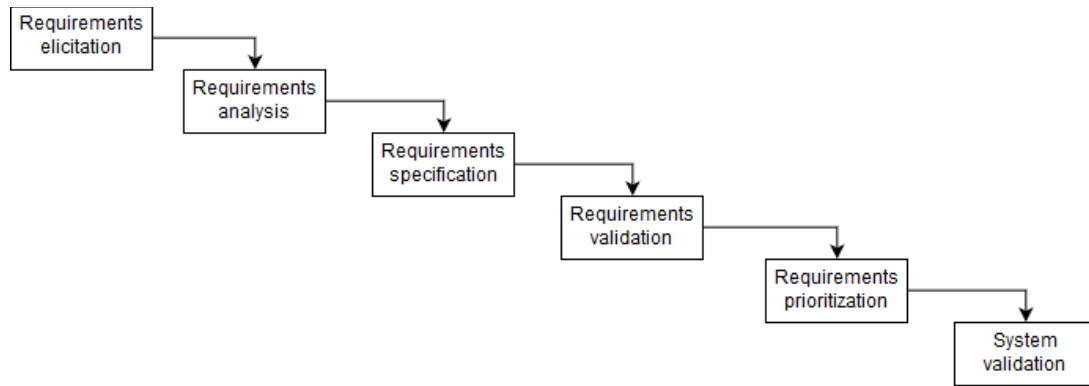 Requirements
elicitation
Requirements
analysis
Requirements
specification
Requirements
validation
Requirements
prioritization
System
validation